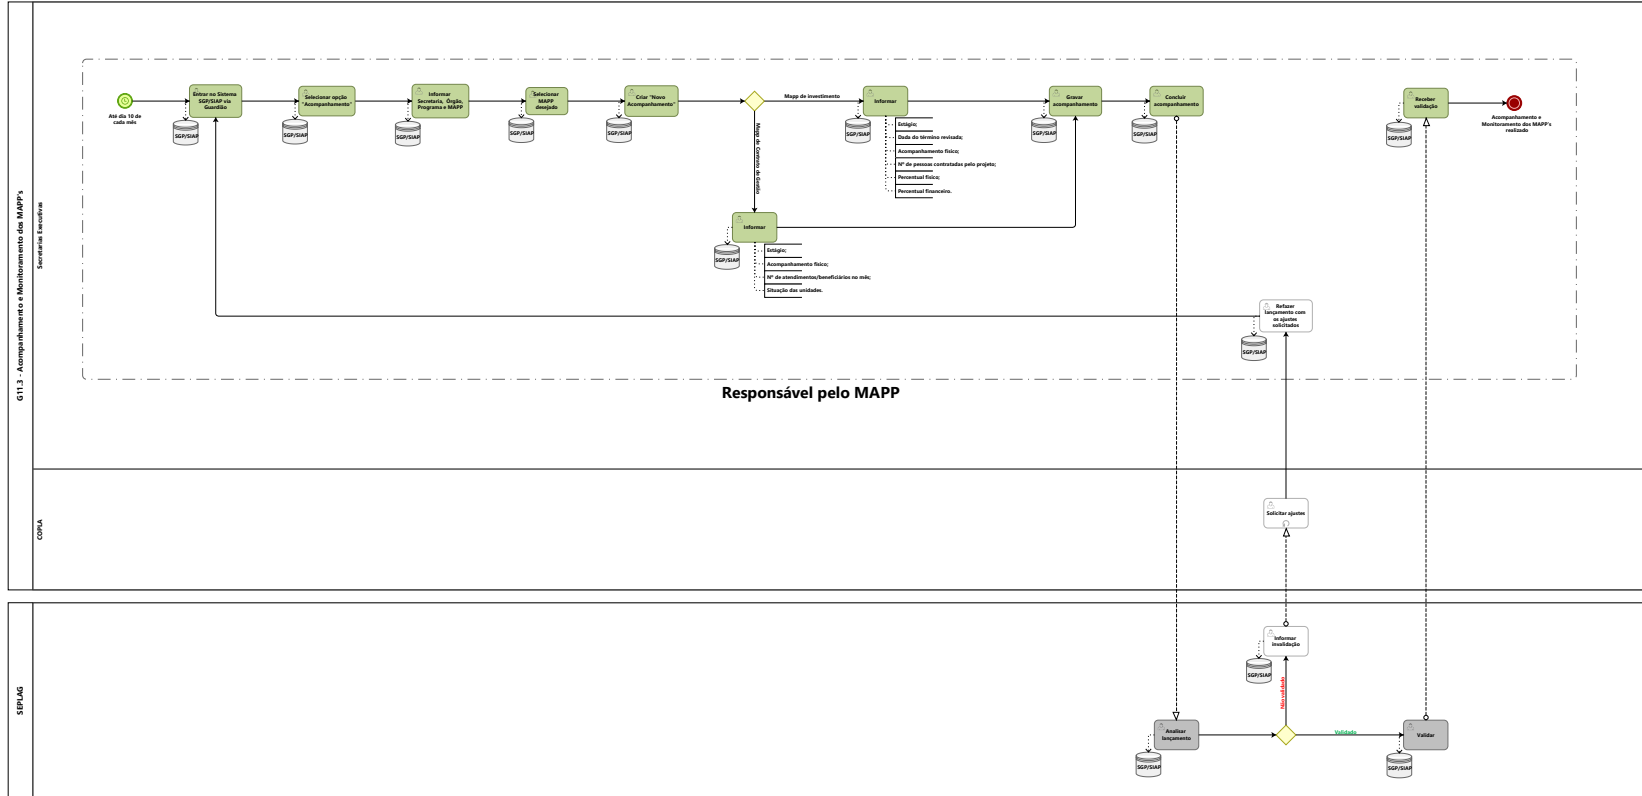 G11.3 - Acompanhamento e Monitoramento dos MAPP's
Secretarias Executivas
Até dia 10 de
cada mês
Entrar no Sistema
SGP/SIAP via
Guardião
SGP/SIAP
Selecionar opção
"Acompanhamento"
SGP/SIAP
Informar
Secretaria, Órgão,
Programa e MAPP
SGP/SIAP
Selecionar
MAPP
desejado
SGP/SIAP
Criar "Novo
Acompanhamento"
SGP/SIAP
Mapp de investimento
Mapp de Contrato de Gestão
Informar
SGP/SIAP
Estágio;
Dada do término revisada;
Acompanhamento físico;
Nº de pessoas contratadas pelo projeto;
Percentual físico;
Percentual financeiro.
Gravar
acompanhamento
SGP/SIAP
Concluir
acompanhamento
SGP/SIAP
Receber
validação
SGP/SIAP
Acompanhamento e
Monitoramento dos MAPP's
realizado
Informar
SGP/SIAP
Estágio;
Acompanhamento físico;
Nº de atendimentos/beneficiários no mês;
Situação das unidades.
Refazer
lançamento com
os ajustes
solicitados
SGP/SIAP
Responsável pelo MAPP
COPLA
Solicitar ajustes
SEPLAG
Informar
invalidação
SGP/SIAP
Não validado
Analisar
lançamento
SGP/SIAP
Validado
Validar
SGP/SIAP